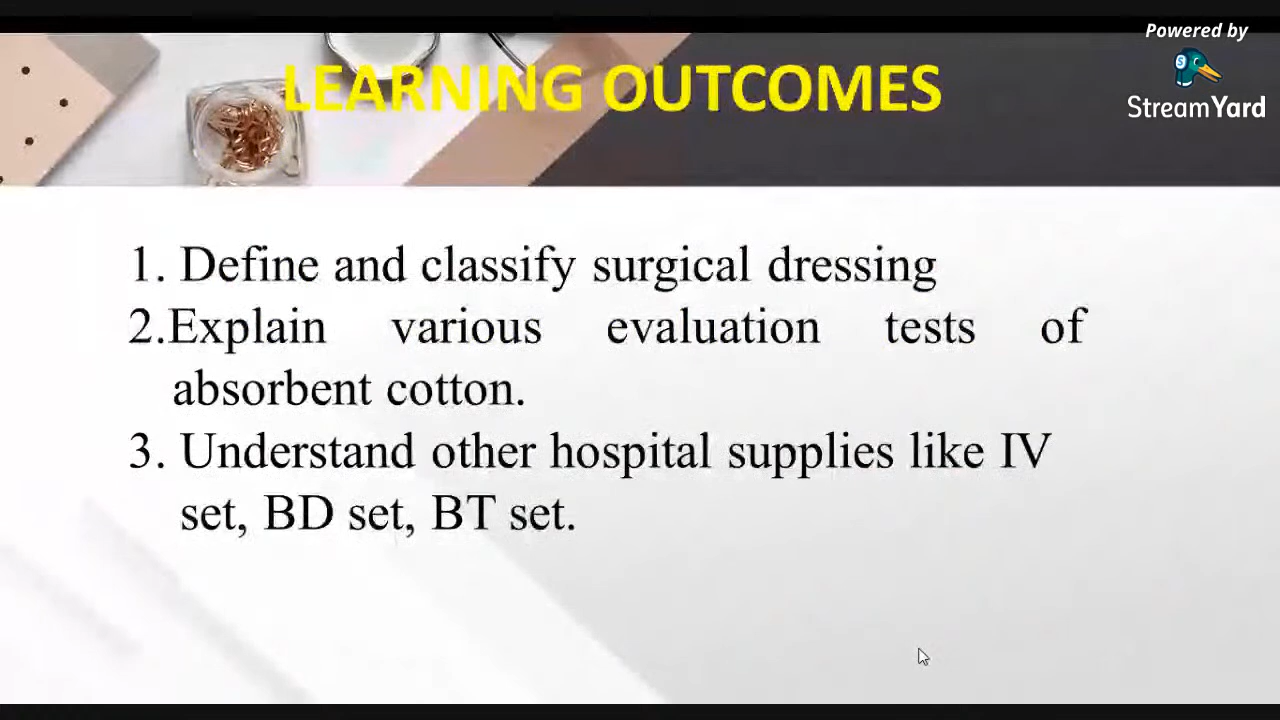 Powered by
LEARNING OUTCOMES
StreamYard
1. Define and classify surgical dressing
2.Explain various evaluation tests of
absorbent cotton.
3. Understand other hospital supplies like IV
set, BD set, BT set.